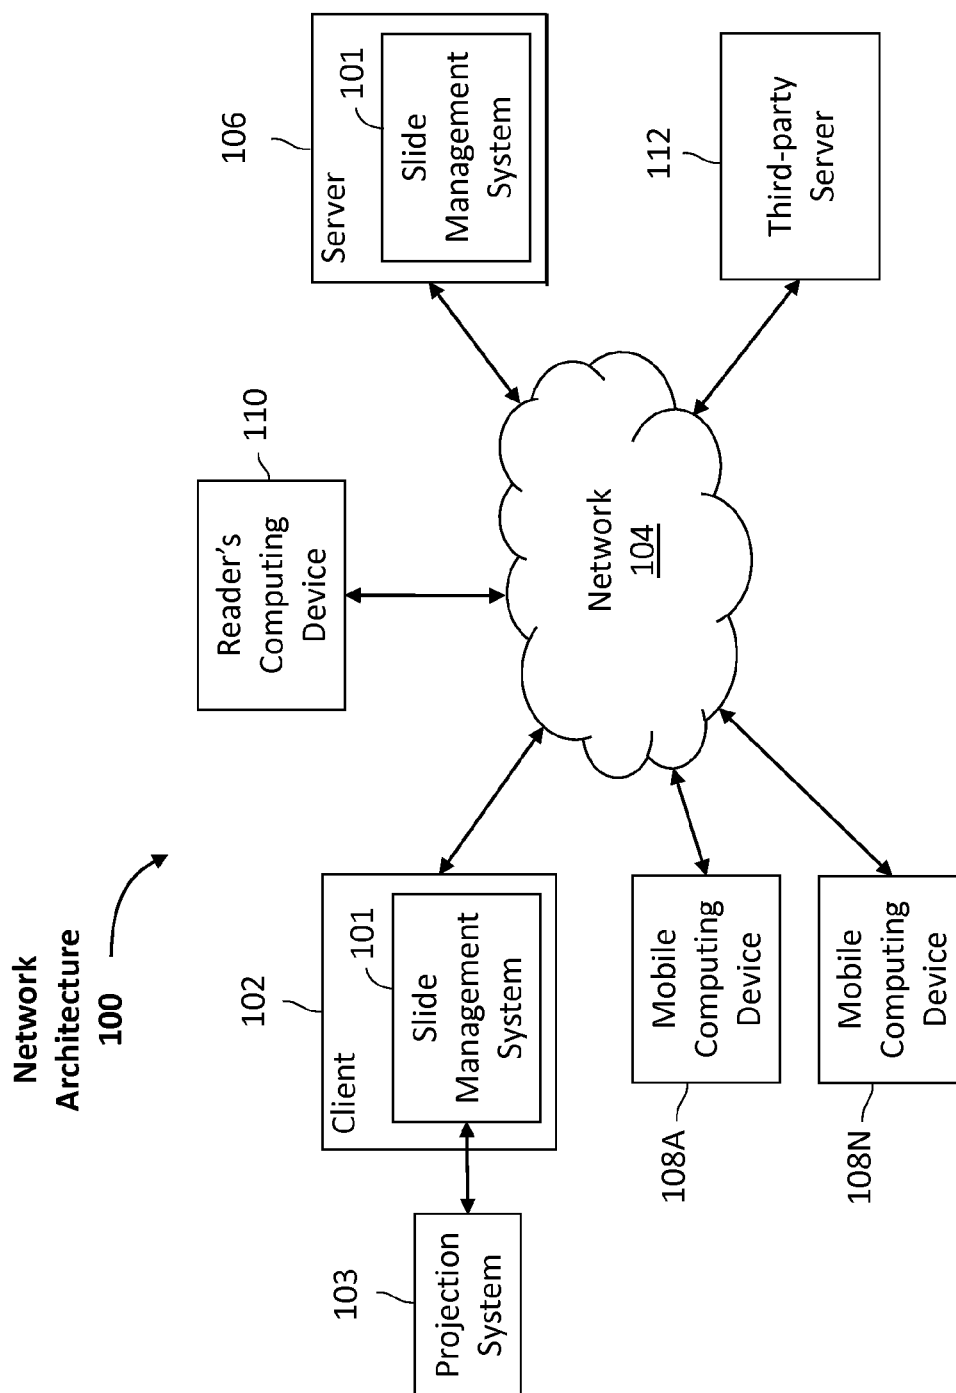 Network
Architecture
100
103
Projection
System
102
Client
101
Slide
Management
System
108A
Mobile
Computing
Device
108N
Mobile
Computing
Device
110
Reader’s
Computing
Device
Network
104
106
Server
101
Slide
Management
System
112
Third-party
Server